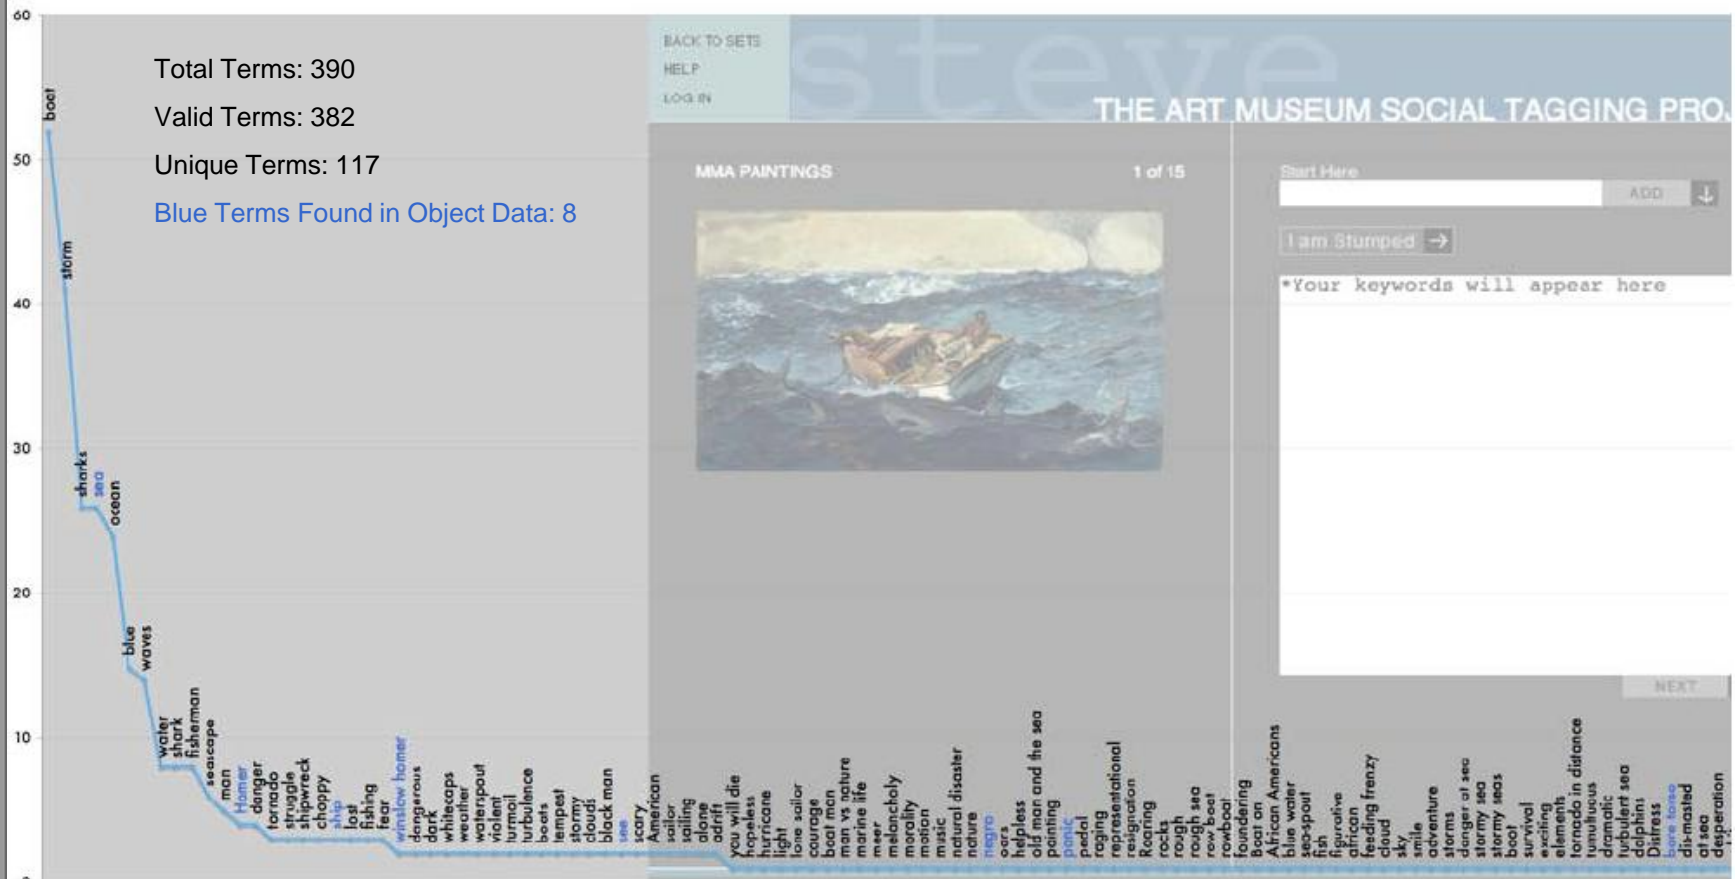 60
50
40
30
20
10
Total Terms: 390
Valid Terms: 382
Unique Terms: 117
Blue Terms Found in Object Data: 8
BACK TO SETS
HELP
LOG IN
steve
THE ART MUSEUM SOCIAL TAGGING PROJ
MMA PAINTINGS
1 of 15
Start Here
ADD
I am Stumped
*Your keywords will appear here
NEXT
boat
storm
sharks
sea
ocean
blue
waves
water
shark
fisherman
seascape
man
Homer
danger
tornado
struggle
shipwreck
choppy
ship
lost
fishing
fear
winslow homer
dangerous
dark
whitecaps
weather
waterspout
violent
turmoil
turbulence
boats
tempest
stormy
clouds
black man
see
scary
American
sailor
sailing
alone
adrift
you will die
hopeless
hurricane
light
lone sailor
courage
boat man
man vs nature
marine life
meer
melancholy
morality
motion
music
natural disaster
nature
negro
oars
helpless
old man and the sea
painting
panic
pedal
raging
representational
resignation
Roaring
rocks
rough
rough sea
row boat
rowboat
foundering
Boat on
African Americans
blue water
sea-spout
fish
figurative
african
feeding frenzy
cloud
sky
smile
adventure
storms
danger at sea
stormy sea
stormy seas
boot
survival
exciting
elements
tornado in distance
tumultruous
dramatic
turbulert sea
dolphins
Distress
bare torso
dis-masted
at sea
desperation